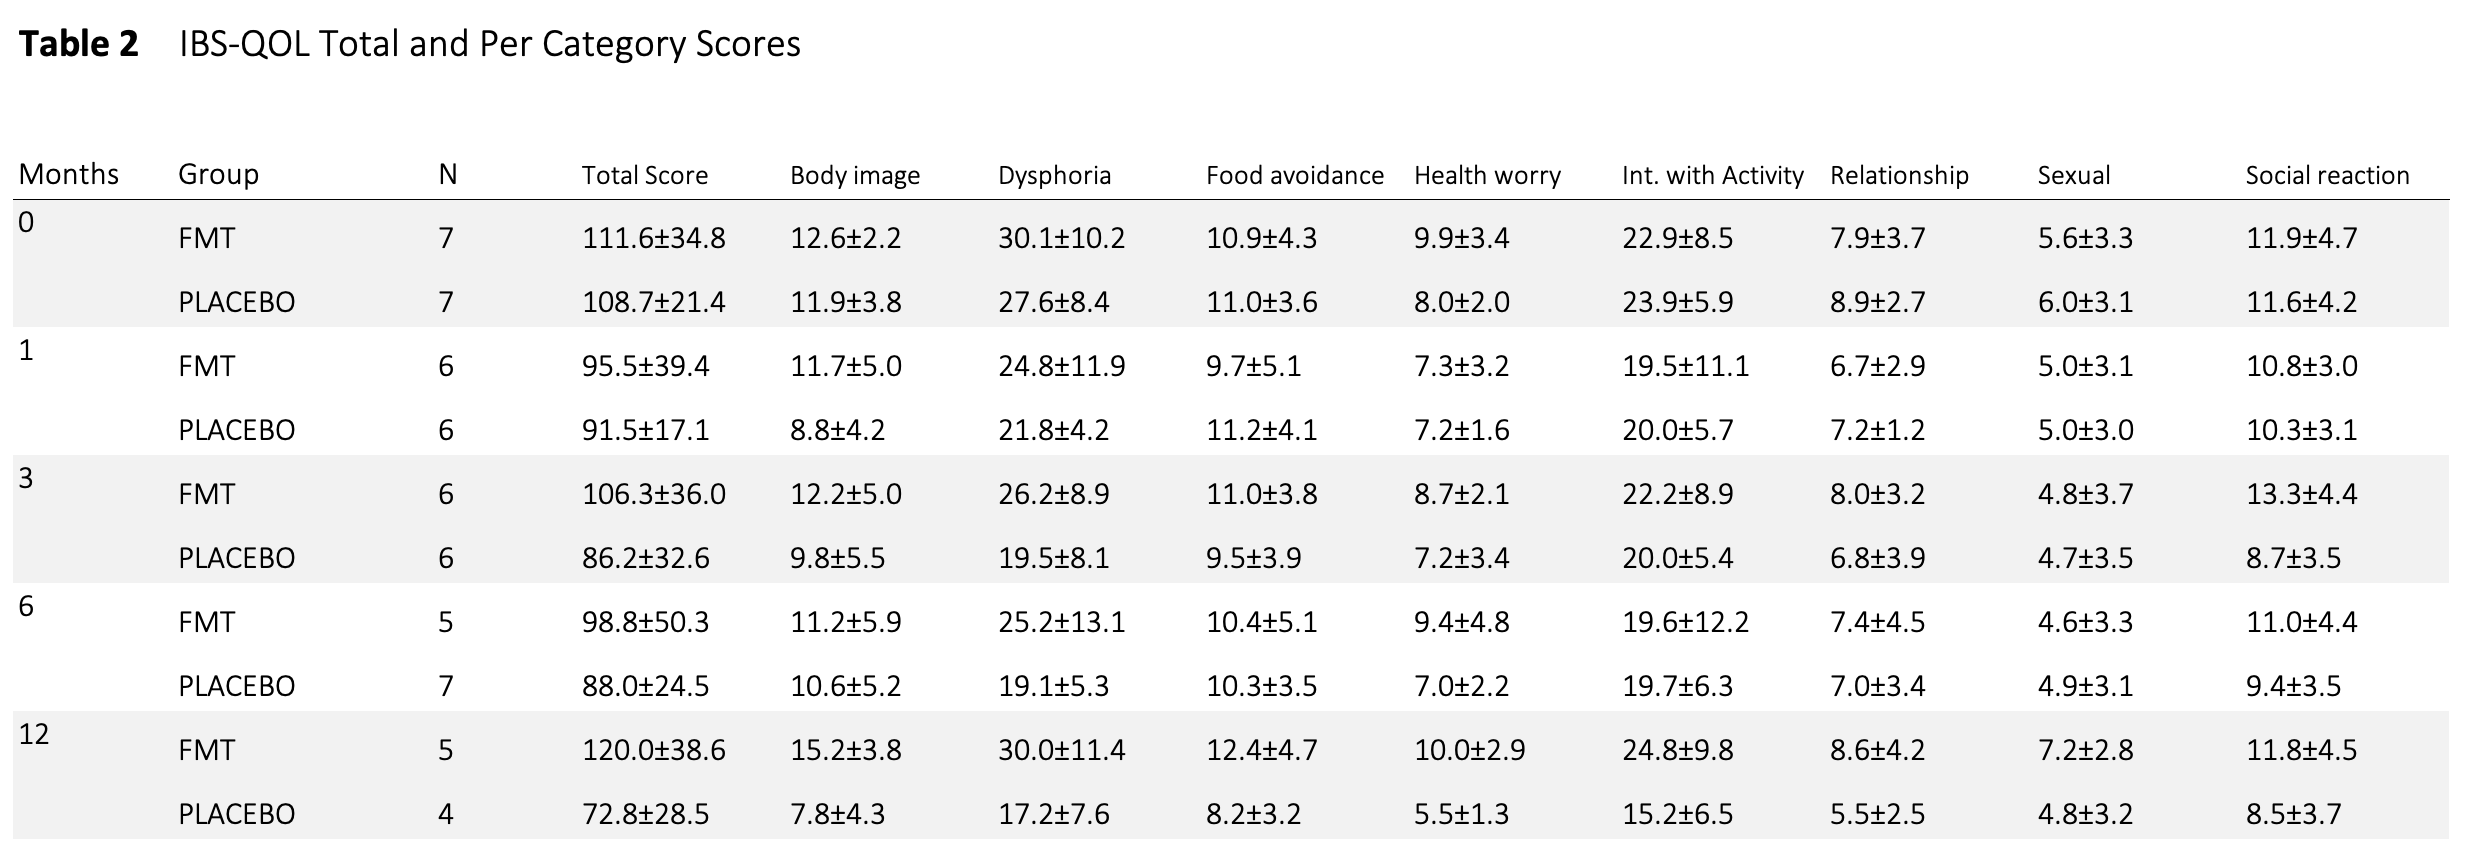 Table 2 IBS-QOL Total and Per Category Scores
Months Group N Total Score Body image Dysphoria Food avoidance Health worry Int. with Activity Relationship Sexual Social reaction
0
FMT 7 111.6±34.8 12.6±2.2 30.1±10.2 10.9±4.3 9.9±3.4 22.9±8.5 7.9±3.7 5.6±3.3 11.9±4.7
PLACEBO 7 108.7±21.4 11.9±3.8 27.6±8.4 11.0±3.6 8.0±2.0 23.9±5.9 8.9±2.7 6.0±3.1 11.6±4.2
1
FMT 6 95.5±39.4 11.7±5.0 24.8±11.9 9.7±5.1 7.3±3.2 19.5±11.1 6.7±2.9 5.0±3.1 10.8±3.0
PLACEBO 6 91.5±17.1 8.8±4.2 21.8±4.2 11.2±4.1 7.2±1.6 20.0±5.7 7.2±1.2 5.0±3.0 10.3±3.1
3
FMT 6 106.3±36.0 12.2±5.0 26.2±8.9 11.0±3.8 8.7±2.1 22.2±8.9 8.0±3.2 4.8±3.7 13.3±4.4
PLACEBO 6 86.2±32.6 9.8±5.5 19.5±8.1 9.5±3.9 7.2±3.4 20.0±5.4 6.8±3.9 4.7±3.5 8.7±3.5
6
FMT 5 98.8±50.3 11.2±5.9 25.2±13.1 10.4±5.1 9.4±4.8 19.6±12.2 7.4±4.5 4.6±3.3 11.0±4.4
PLACEBO 7 88.0±24.5 10.6±5.2 19.1±5.3 10.3±3.5 7.0±2.2 19.7±6.3 7.0±3.4 4.9±3.1 9.4±3.5
12
FMT 5 120.0±38.6 15.2±3.8 30.0±11.4 12.4±4.7 10.0±2.9 24.8±9.8 8.6±4.2 7.2±2.8 11.8±4.5
PLACEBO 4 72.8±28.5 7.8±4.3 17.2±7.6 8.2±3.2 5.5±1.3 15.2±6.5 5.5±2.5 4.8±3.2 8.5±3.7